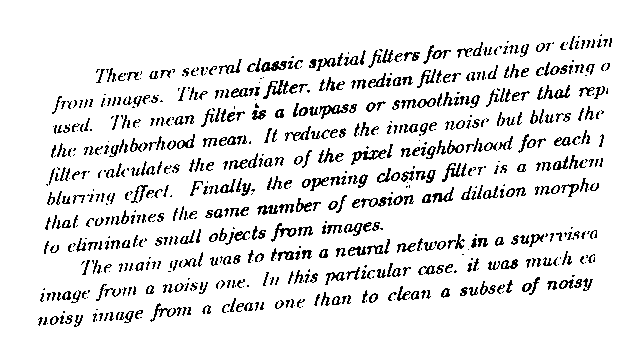 There are several classic spatial filters for reducing or elimin
from images. The mean filter, the median filter and the closing o
used. The mean filter is a lowpass or smoothing filter that repl
the neighborhood mean. It reduces the image noise but blurs the
filter calculates the median of the pixel neighborhood for each p
blurring effect. Finally, the opening closing filter is a mathem
that combines the same number of erosion and dilation morpho
to eliminate small objects from images.
The main goal was to train a neural network in a supervised
image from a noisy one. In this particular case, it was much ea
noisy image from a clean one than to clean a subset of noisy